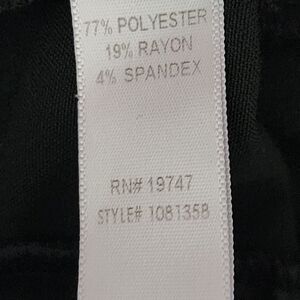 77% POLYESTER
19% RAYON
4% SPANDEX
RN# 19747
STYLE# 1081358